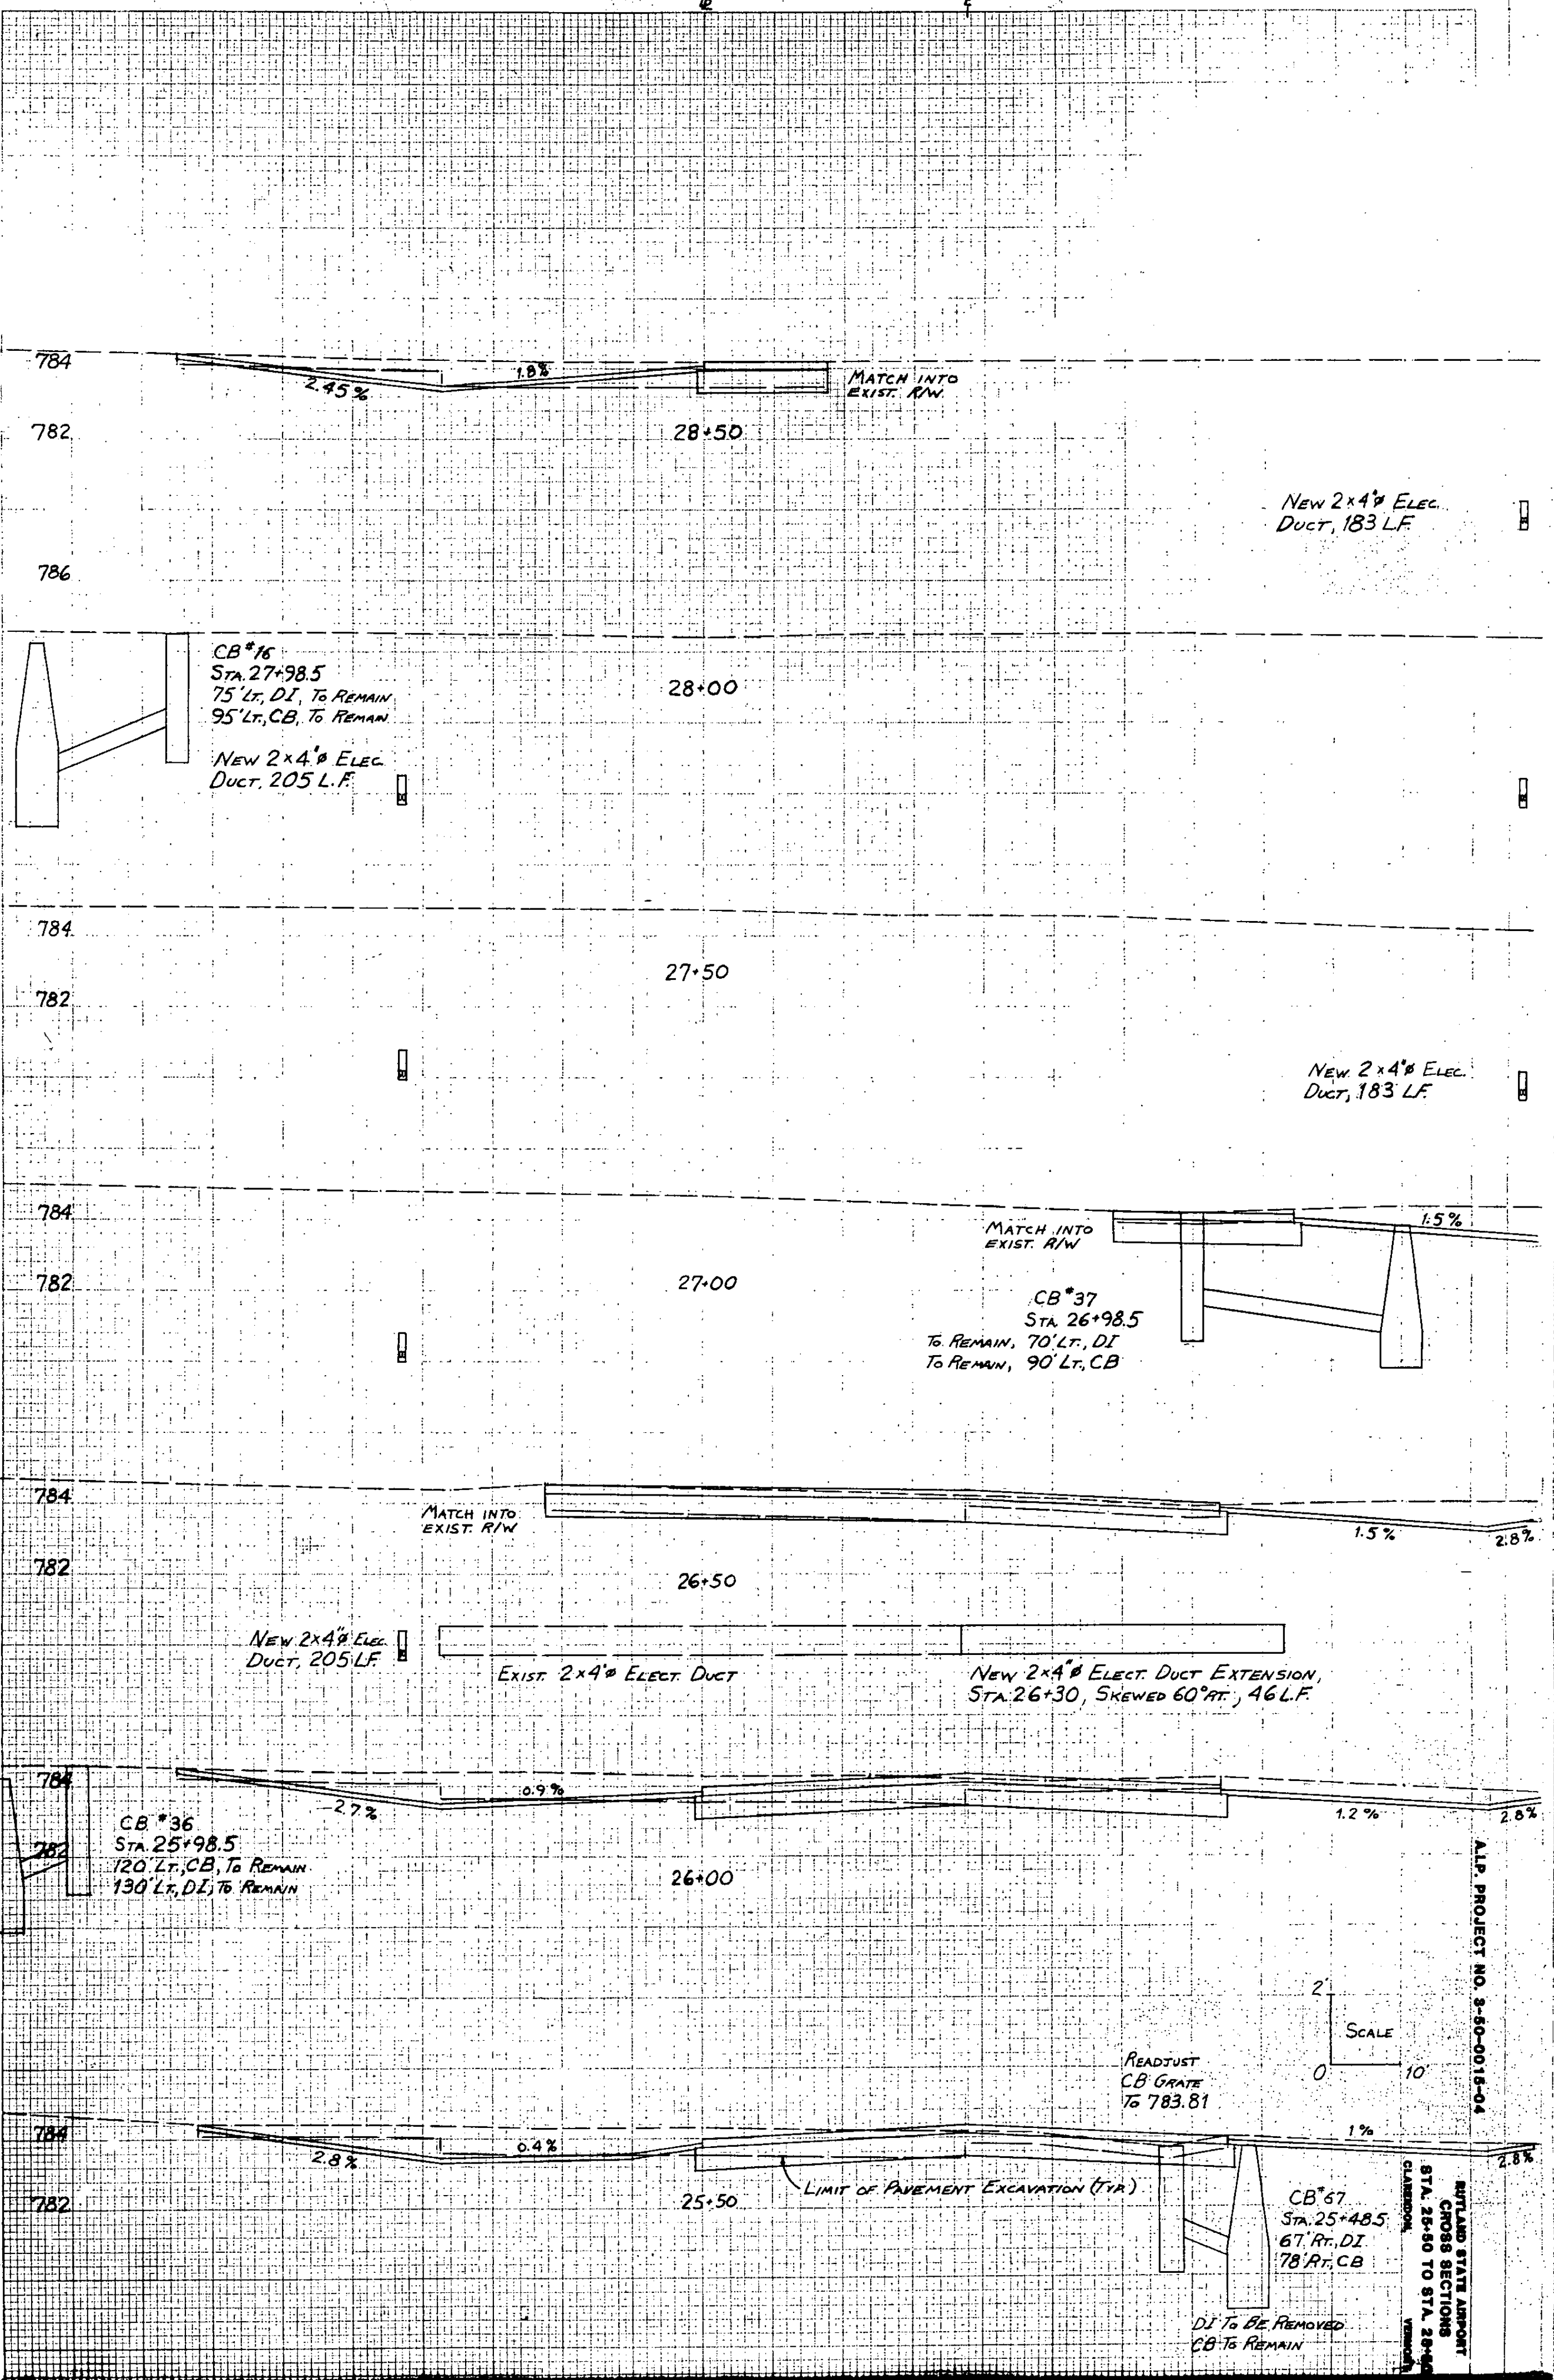 784
2.45%
1.8%
MATCH INTO
EXIST. R/W
782
28+50
NEW 2×4"ø ELEC.
DUCT, 183 L.F.
786
CB #16
STA. 27+98.5
75' LT., DI, TO REMAIN
95' LT., CB, TO REMAIN
28+00
NEW 2×4"ø ELEC.
DUCT, 205 L.F.
784
27+50
782
NEW 2×4"ø ELEC.
DUCT, 183 L.F.
784
MATCH INTO
EXIST. R/W
1.5%
782
27+00
CB #37
STA. 26+98.5
TO REMAIN, 70' LT., DI
TO REMAIN, 90' LT., CB
784
MATCH INTO
EXIST. R/W
1.5%
2.8%
782
26+50
NEW 2×4"ø ELEC.
DUCT, 205 LF.
EXIST. 2×4"ø ELECT. DUCT
NEW 2×4"ø ELECT. DUCT EXTENSION,
STA. 26+30, SKEWED 60° RT., 46 L.F.
784
2.7%
0.9%
1.2%
2.8%
CB #36
STA. 25+98.5
120' LT., CB, TO REMAIN
130' LT., DI, TO REMAIN
782
26+00
2'
SCALE
0
10'
READJUST
CB GRATE
TO 783.81
784
2.8%
0.4%
1%
2.8%
LIMIT OF PAVEMENT EXCAVATION (TYP.)
782
25+50
CB #67
STA. 25+48.5
67' RT., DI
78' RT., CB
DI TO BE REMOVED
CB TO REMAIN
A.I.P. PROJECT NO. 3-50-0015-04
RUTLAND STATE AIRPORT
CROSS SECTIONS
STA. 25+50 TO STA. 28+50
CLARENDON, VERMONT